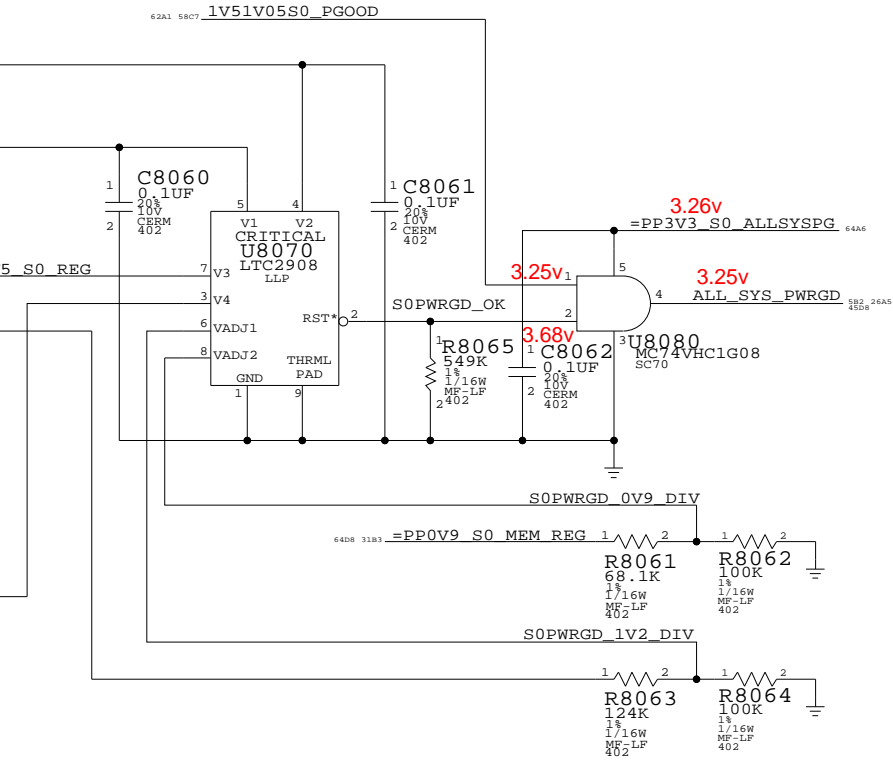 62A1 58C7 1V51V05S0_PGOOD
1 C8060
0.1UF
20%
10V
2 CERM
402
1 C8061
0.1UF
20%
10V
2 CERM
402
5 4
V1 V2
CRITICAL
U8070
LTC2908
LLP
5_S0_REG 7 V3
3 V4
6 VADJ1
8 VADJ2
RST* 2
THRML
PAD
GND
1 9
S0PWRGD_OK
1 R8065
549K
1%
1/16W
MF-LF
2 402
3.26v
=PP3V3_S0_ALLSYSPG 64A6
3.25v 1
5
3.25v
4 ALL_SYS_PWRGD 5B2 26A5
45D8
2
3.68v
3 U8080
MC74VHC1G08
SC70
1 C8062
0.1UF
20%
10V
2 CERM
402
S0PWRGD_0V9_DIV
64D8 31B3 =PP0V9_S0_MEM_REG 1 2 1 2
R8061
68.1K
1%
1/16W
MF-LF
402
R8062
100K
1%
1/16W
MF-LF
402
S0PWRGD_1V2_DIV
1 2 1 2
R8063
124K
1%
1/16W
MF-LF
402
R8064
100K
1%
1/16W
MF-LF
402